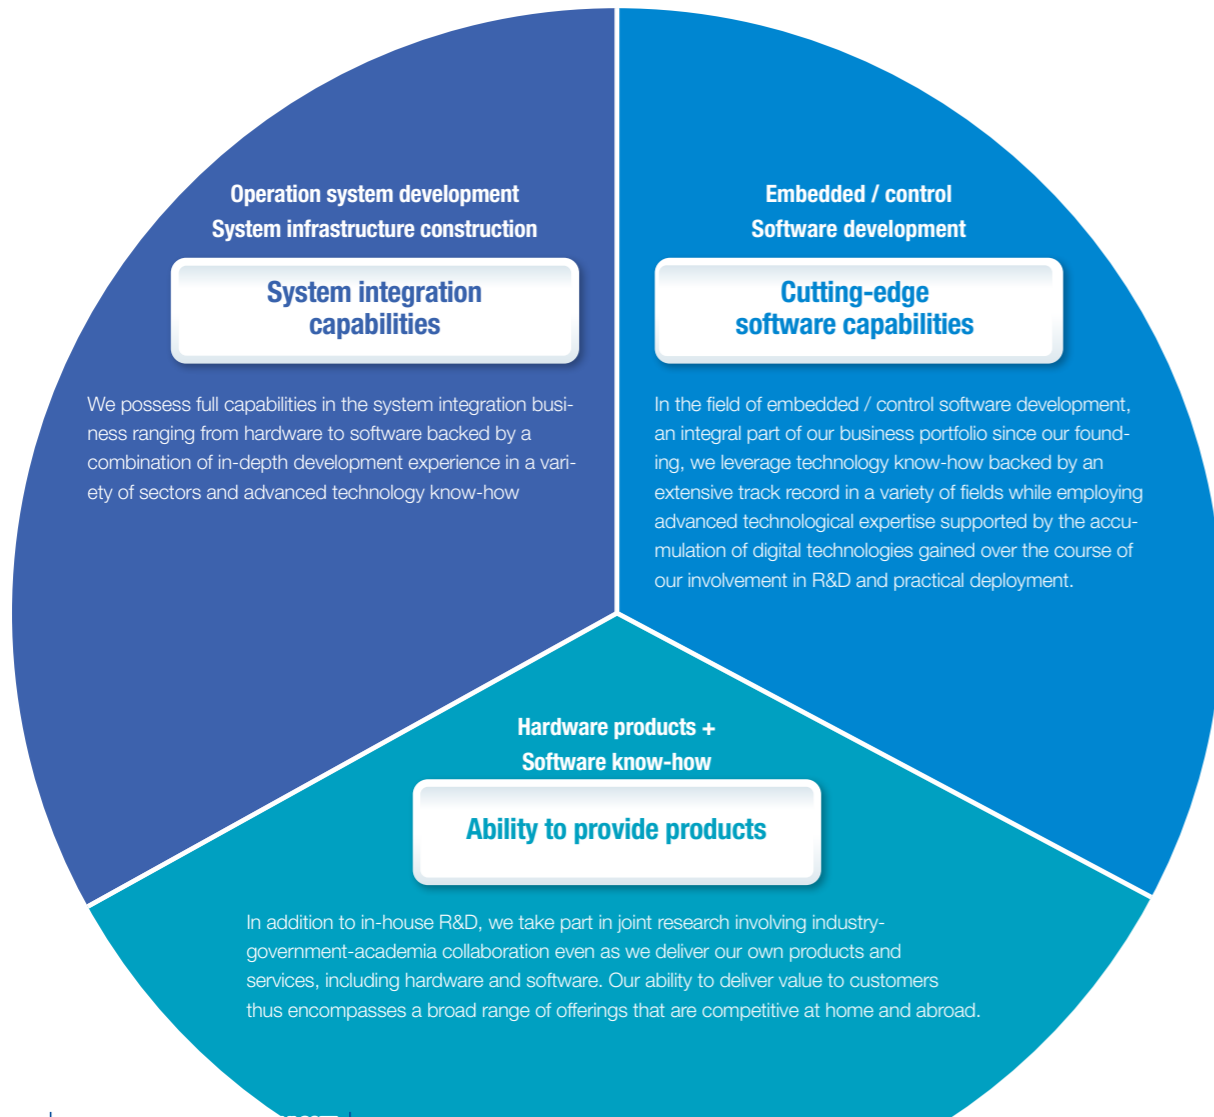 Operation system development
System infrastructure construction
System integration
capabilities
We possess full capabilities in the system integration busi-
ness ranging from hardware to software backed by a
combination of in-depth development experience in a vari-
ety of sectors and advanced technology know-how
Embedded / control
Software development
Cutting-edge
software capabilities
In the field of embedded / control software development,
an integral part of our business portfolio since our found-
ing, we leverage technology know-how backed by an
extensive track record in a variety of fields while employing
advanced technological expertise supported by the accu-
mulation of digital technologies gained over the course of
our involvement in R&D and practical deployment.
Hardware products +
Software know-how
Ability to provide products
In addition to in-house R&D, we take part in joint research involving industry-
government-academia collaboration even as we deliver our own products and
services, including hardware and software. Our ability to deliver value to customers
thus encompasses a broad range of offerings that are competitive at home and abroad.